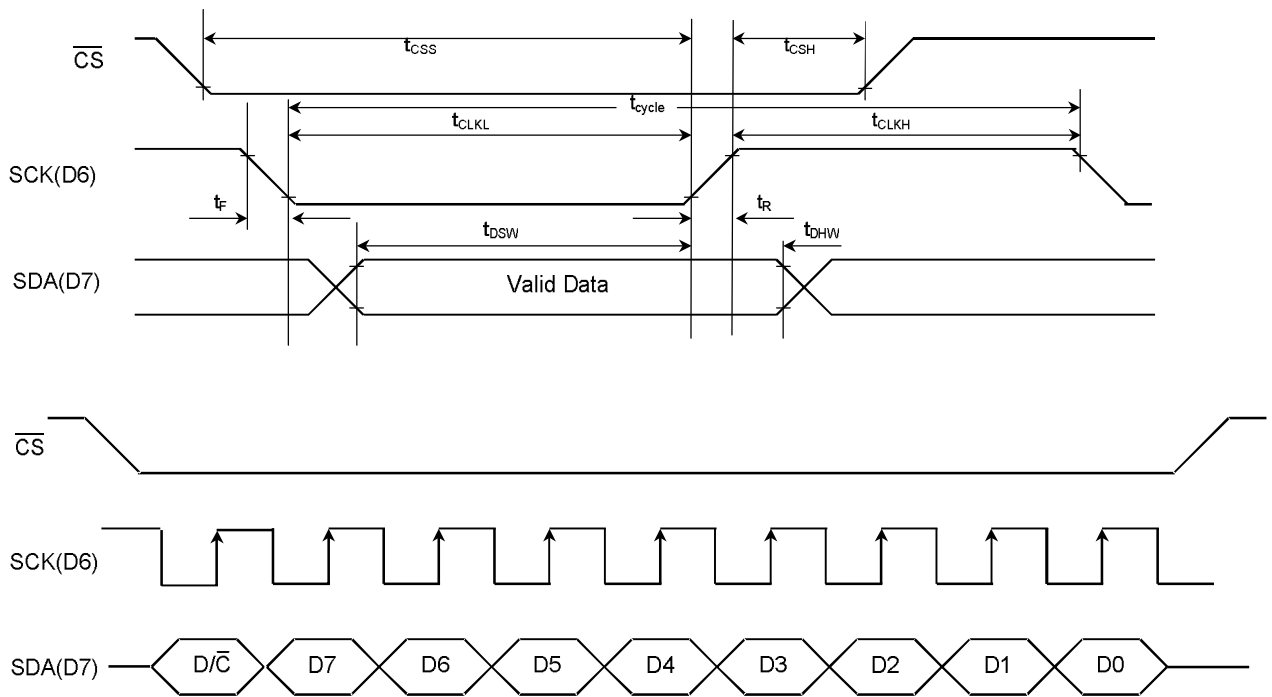 CS tCSS tCSH
tcycle
tCLKL tCLKH
SCK(D6)
tF tR
tDSW tDHW
SDA(D7) Valid Data
CS
SCK(D6)
SDA(D7) D/C D7 D6 D5 D4 D3 D2 D1 D0